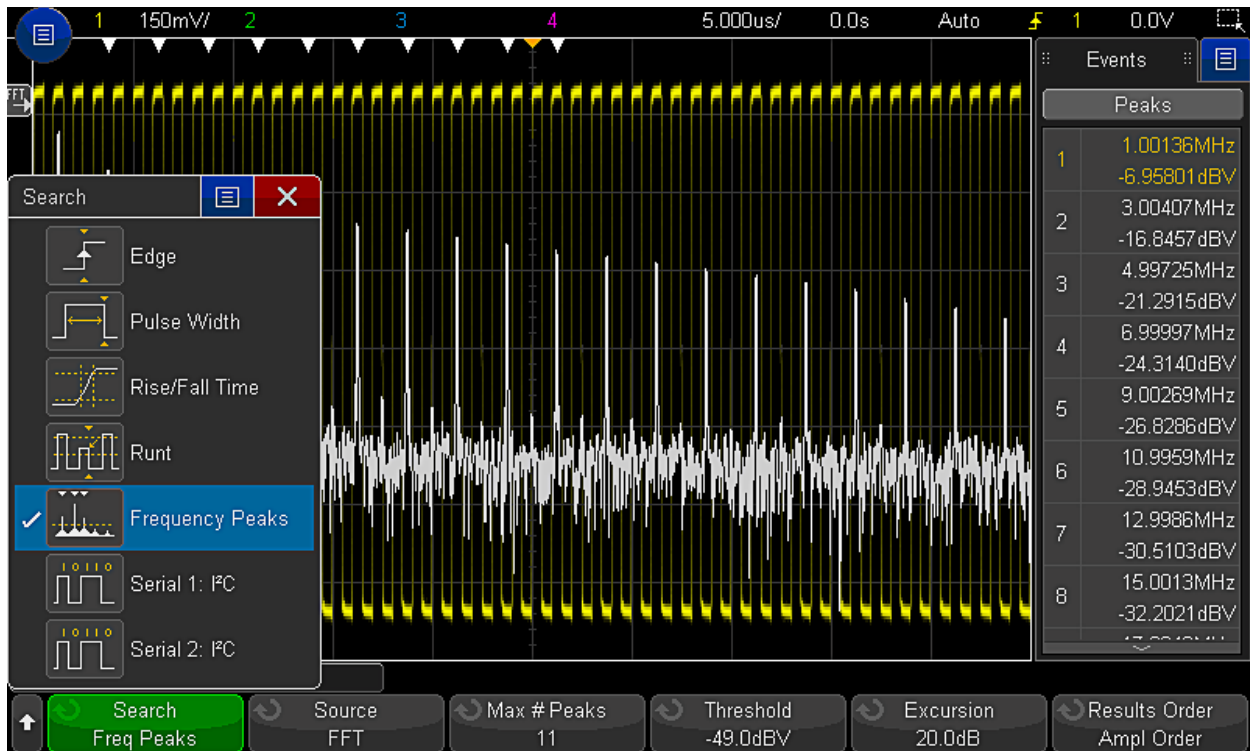 1 150mV/ 2 3 4 5.000us/ 0.0s Auto 1 0.0V
FFT
Events
Peaks
1 1.00136MHz
-6.95801dBV
2 3.00407MHz
-16.8457dBV
3 4.99725MHz
-21.2915dBV
4 6.99997MHz
-24.3140dBV
5 9.00269MHz
-26.8286dBV
6 10.9959MHz
-28.9453dBV
7 12.9986MHz
-30.5103dBV
8 15.0013MHz
-32.2021dBV
Search
Edge
Pulse Width
Rise/Fall Time
Runt
Frequency Peaks
10110
Serial 1: I²C
10110
Serial 2: I²C
Search
Freq Peaks
Source
FFT
Max # Peaks
11
Threshold
-49.0dBV
Excursion
20.0dB
Results Order
Ampl Order